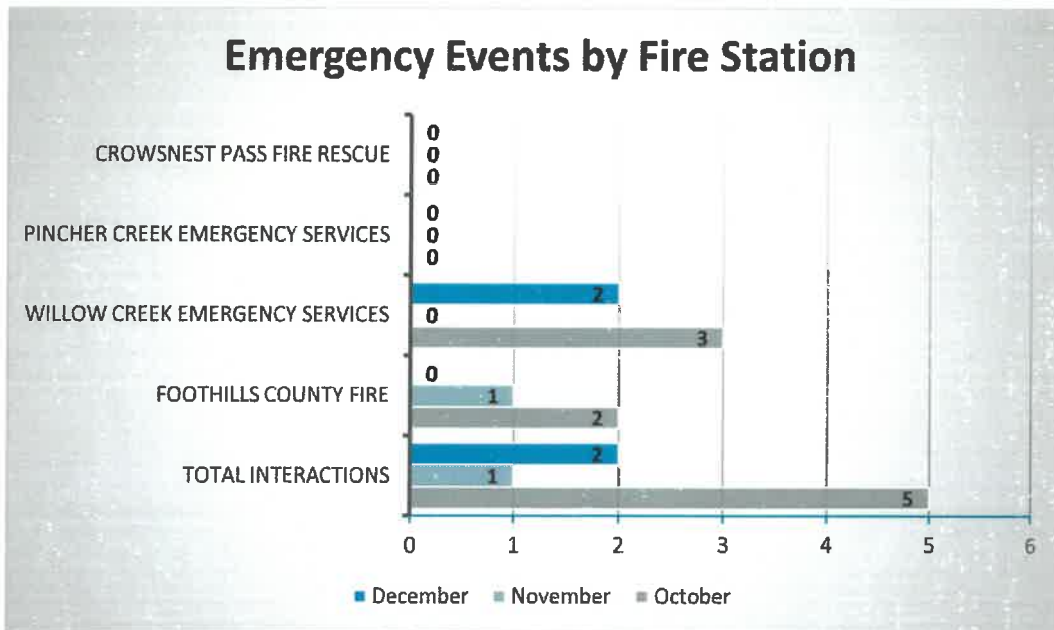 Emergency Events by Fire Station
CROWSNEST PASS FIRE RESCUE
0
0
0
PINCHER CREEK EMERGENCY SERVICES
0
0
0
WILLOW CREEK EMERGENCY SERVICES
2
0
3
FOOTHILLS COUNTY FIRE
0
1
2
TOTAL INTERACTIONS
2
1
5
0 1 2 3 4 5 6
December November October